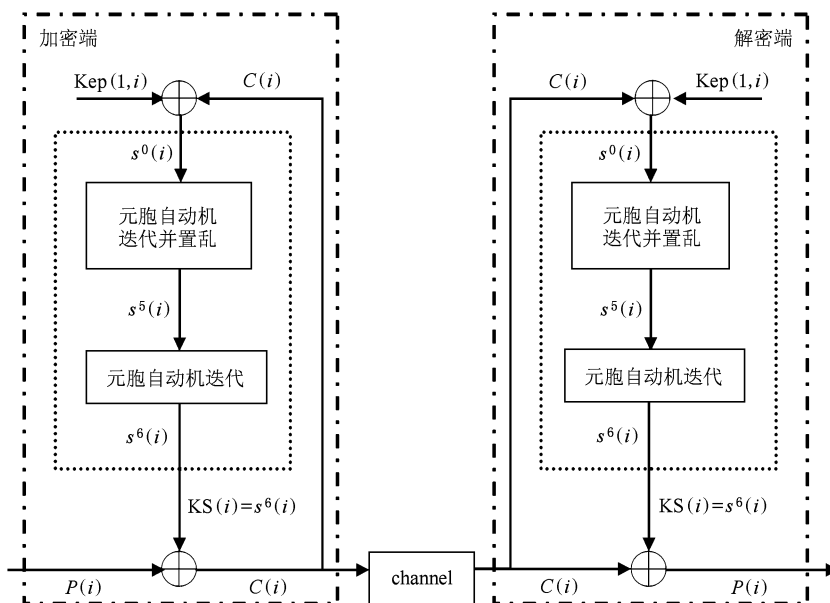 加密端
Kep(1,i)
C(i)
s⁰(i)
元胞自动机
迭代并置乱
s⁵(i)
元胞自动机迭代
s⁶(i)
KS(i)=s⁶(i)
P(i)
C(i)
channel
解密端
C(i)
Kep(1,i)
s⁰(i)
元胞自动机
迭代并置乱
s⁵(i)
元胞自动机迭代
s⁶(i)
KS(i)=s⁶(i)
C(i)
P(i)